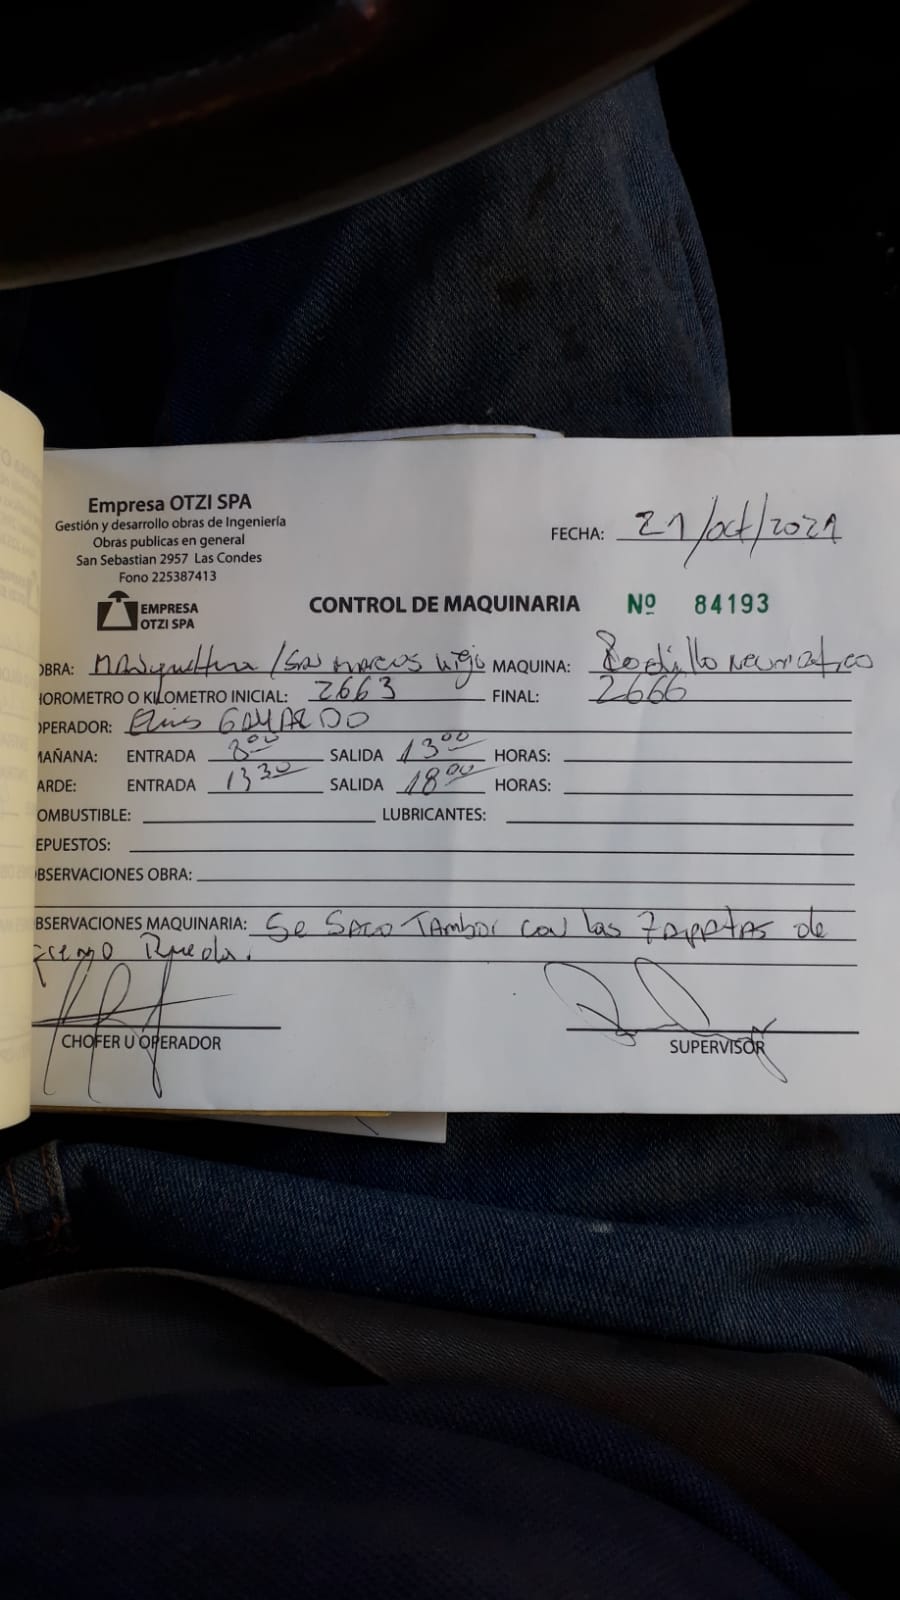 Empresa OTZI SPA
Gestión y desarrollo obras de Ingeniería
Obras publicas en general
San Sebastian 2957 Las Condes
Fono 225387413
EMPRESA
OTZI SPA
FECHA: 21/oct/2021
CONTROL DE MAQUINARIA Nº 84193
OBRA: /San Marcos viejo MAQUINA: Rodillo Neumatico
HOROMETRO O KILOMETRO INICIAL: 2663 FINAL: 2666
OPERADOR: GALLARDO
MAÑANA: ENTRADA 8:00 SALIDA 13:00 HORAS:
TARDE: ENTRADA 13:30 SALIDA 18:00 HORAS:
COMBUSTIBLE: LUBRICANTES:
REPUESTOS:
OBSERVACIONES OBRA:
OBSERVACIONES MAQUINARIA: Se SACO TAmbor con las ZAPATAS de
Rueda.
CHOFER U OPERADOR
SUPERVISOR